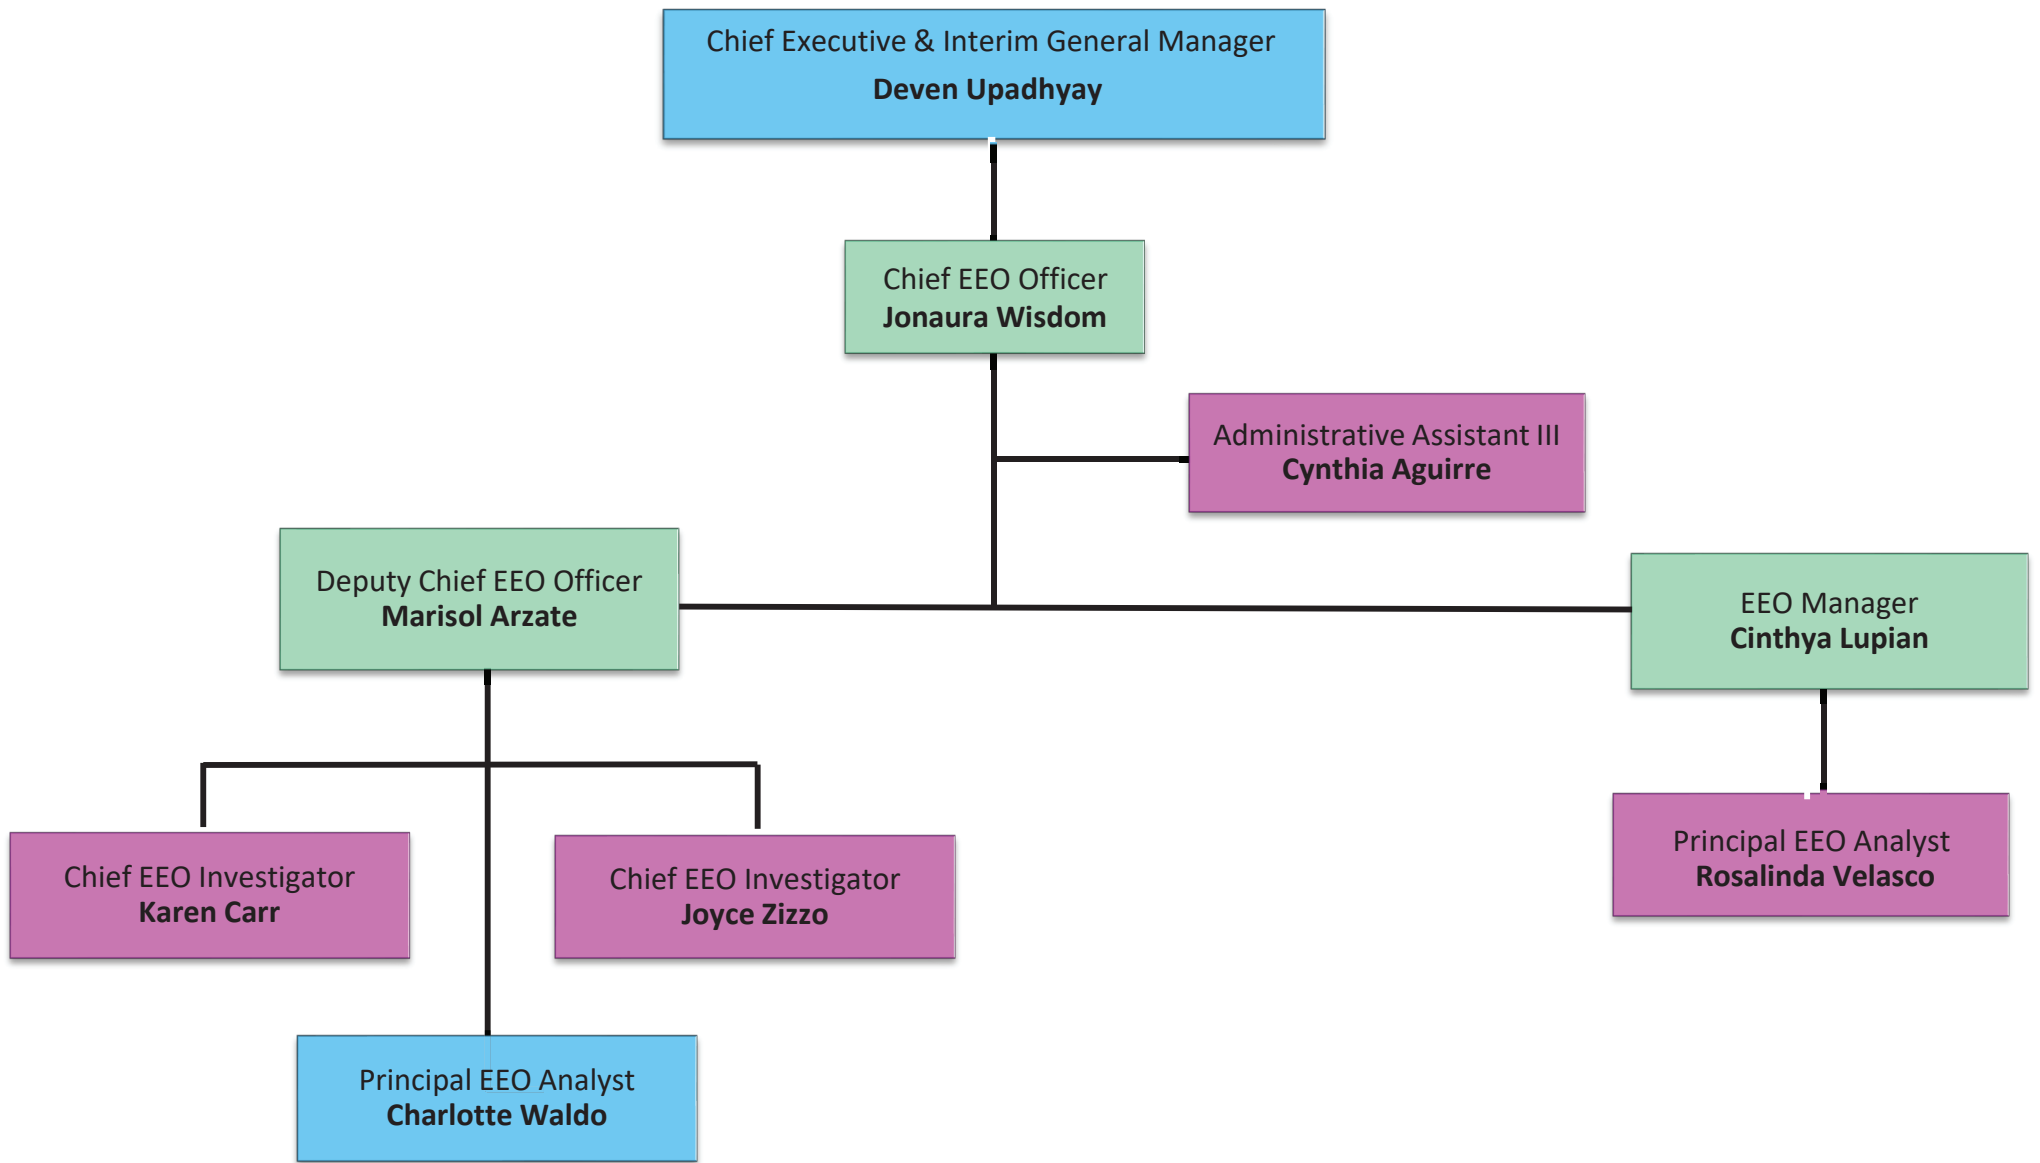 Chief Executive & Interim General Manager
Deven Upadhyay
Chief EEO Officer
Jonaura Wisdom
Administrative Assistant III
Cynthia Aguirre
Deputy Chief EEO Officer
Marisol Arzate
EEO Manager
Cinthya Lupian
Chief EEO Investigator
Karen Carr
Chief EEO Investigator
Joyce Zizzo
Principal EEO Analyst
Rosalinda Velasco
Principal EEO Analyst
Charlotte Waldo